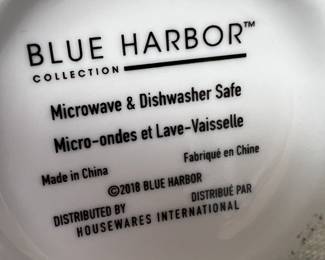 BLUE HARBOR™
COLLECTION
Microwave & Dishwasher Safe
Micro-ondes et Lave-Vaisselle
Made in China Fabriqué en Chine
©2018 BLUE HARBOR
DISTRIBUTED BY DISTRIBUÉ PAR
HOUSEWARES INTERNATIONAL